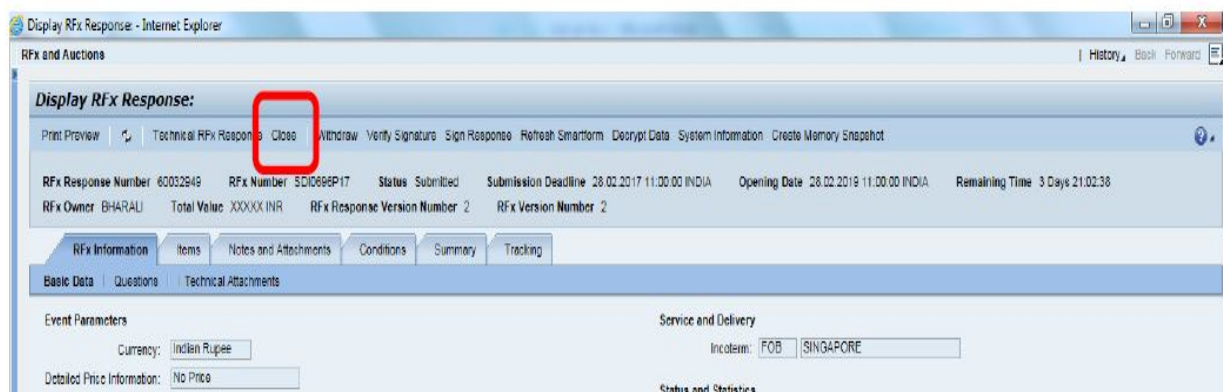 Display RFx Response: - Internet Explorer
RFx and Auctions
History Back Forward
Display RFx Response:
Print Preview Technical RFx Response Close Withdraw Verify Signature Sign Response Refresh Smartform Decrypt Data System Information Create Memory Snapshot
RFx Response Number 60032949 RFx Number SDI0696P17 Status Submitted Submission Deadline 28.02.2017 11:00:00 INDIA Opening Date 28.02.2019 11:00:00 INDIA Remaining Time 3 Days 21:02:38
RFx Owner BHARALI Total Value XXXXX INR RFx Response Version Number 2 RFx Version Number 2
RFx Information Items Notes and Attachments Conditions Summary Tracking
Basic Data Questions Technical Attachments
Event Parameters Service and Delivery
Currency: Indian Rupee Incoterm: FOB SINGAPORE
Detailed Price Information: No Price
Status and Statistics